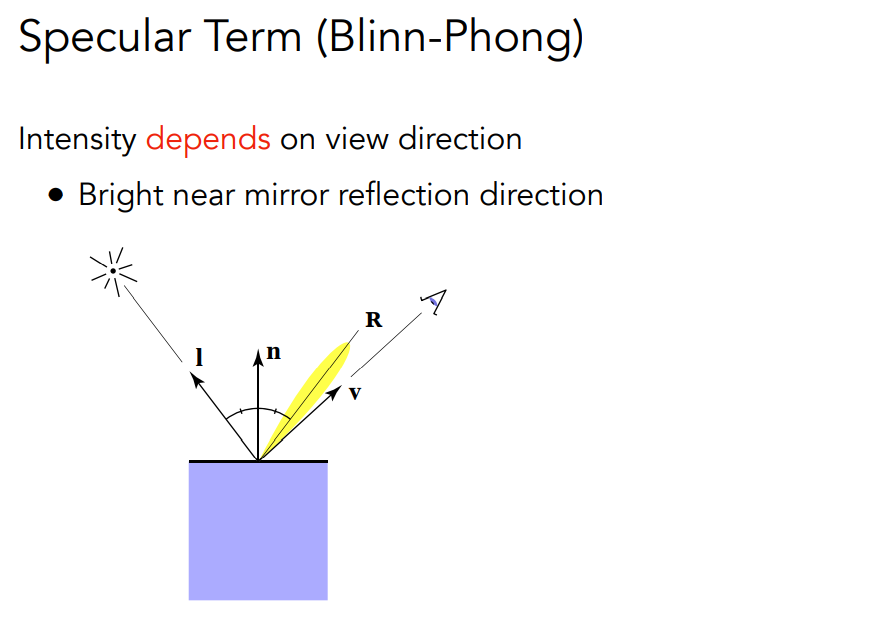 Specular Term (Blinn-Phong)
Intensity depends on view direction
• Bright near mirror reflection direction
R
l
n
v